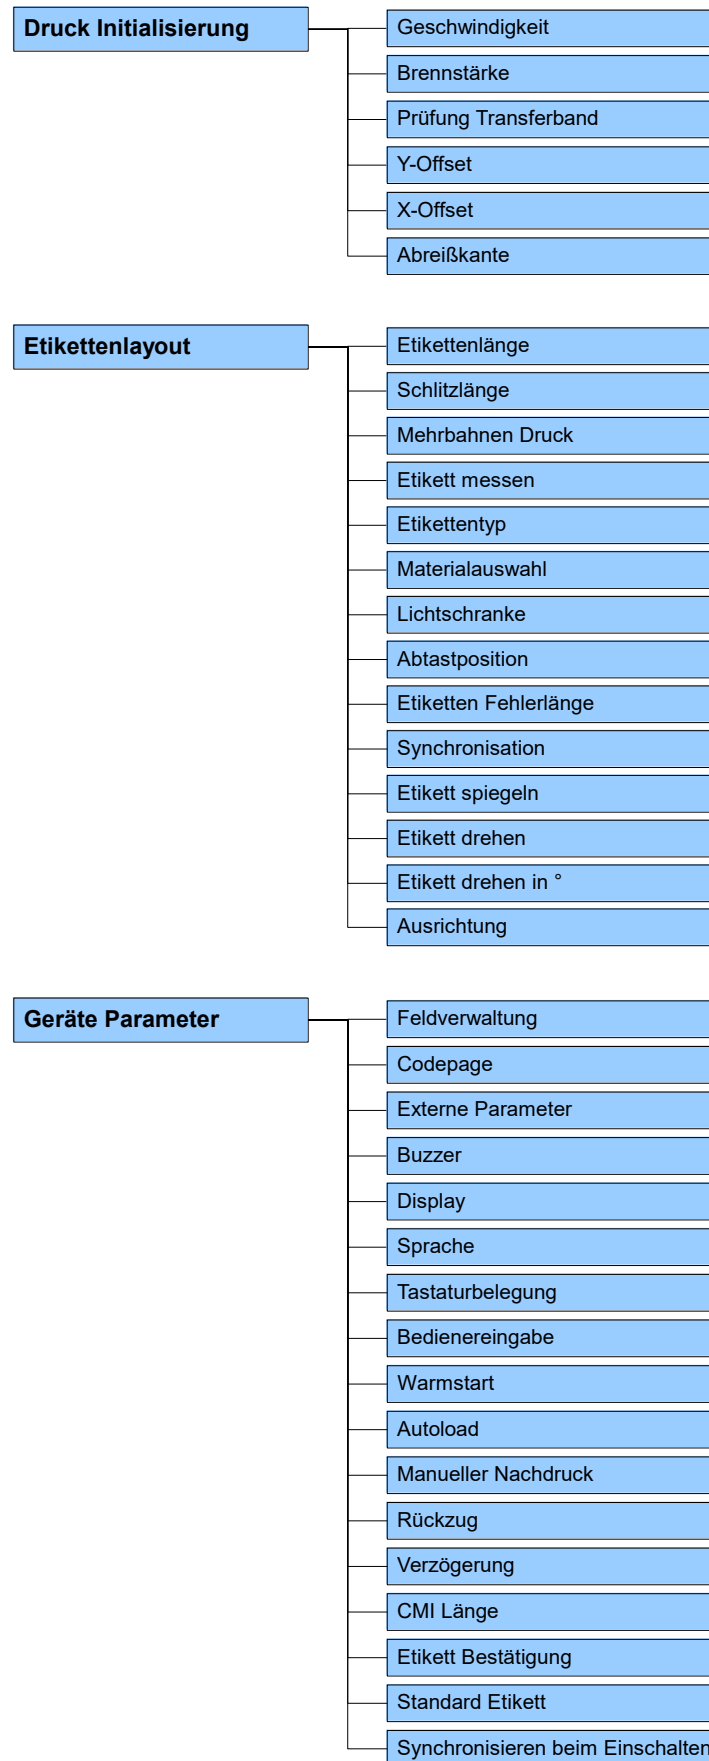 Druck Initialisierung
Geschwindigkeit
Brennstärke
Prüfung Transferband
Y-Offset
X-Offset
Abreißkante
Etikettenlayout
Etikettenlänge
Schlitzlänge
Mehrbahnen Druck
Etikett messen
Etikettentyp
Materialauswahl
Lichtschranke
Abtastposition
Etiketten Fehlerlänge
Synchronisation
Etikett spiegeln
Etikett drehen
Etikett drehen in °
Ausrichtung
Geräte Parameter
Feldverwaltung
Codepage
Externe Parameter
Buzzer
Display
Sprache
Tastaturbelegung
Bedienereingabe
Warmstart
Autoload
Manueller Nachdruck
Rückzug
Verzögerung
CMI Länge
Etikett Bestätigung
Standard Etikett
Synchronisieren beim Einschalten